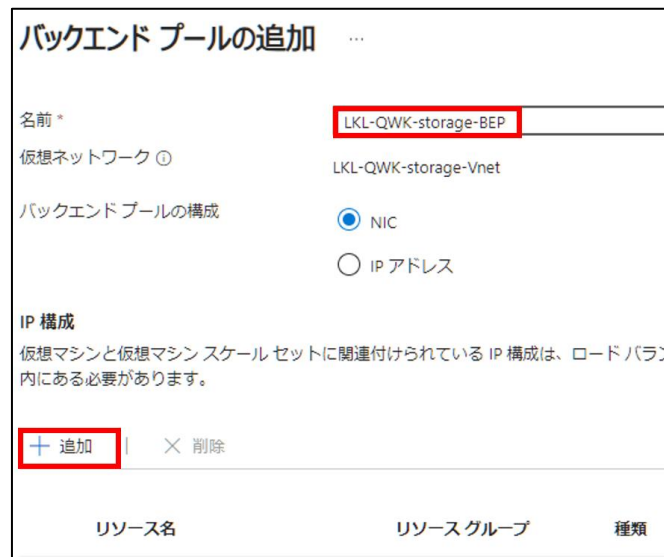 バックエンド プールの追加 …
名前 *
LKL-QWK-storage-BEP
仮想ネットワーク
LKL-QWK-storage-Vnet
バックエンド プールの構成
NIC
IP アドレス
IP 構成
仮想マシンと仮想マシン スケール セットに関連付けられている IP 構成は、ロード バラン
内にある必要があります。
＋ 追加 | × 削除
リソース名 リソース グループ 種類